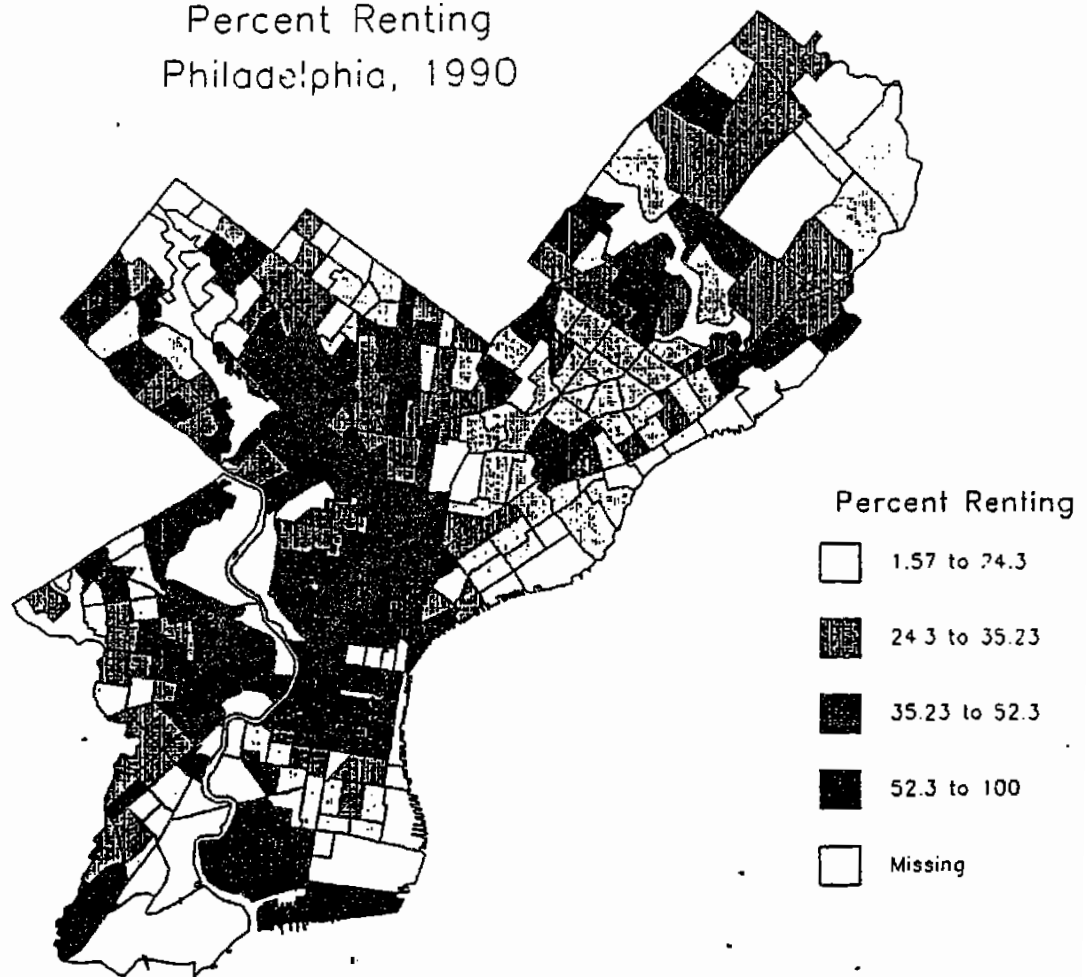 Percent Renting
Philadelphia, 1990
Percent Renting
1.57 to 24.3
24.3 to 35.23
35.23 to 52.3
52.3 to 100
Missing